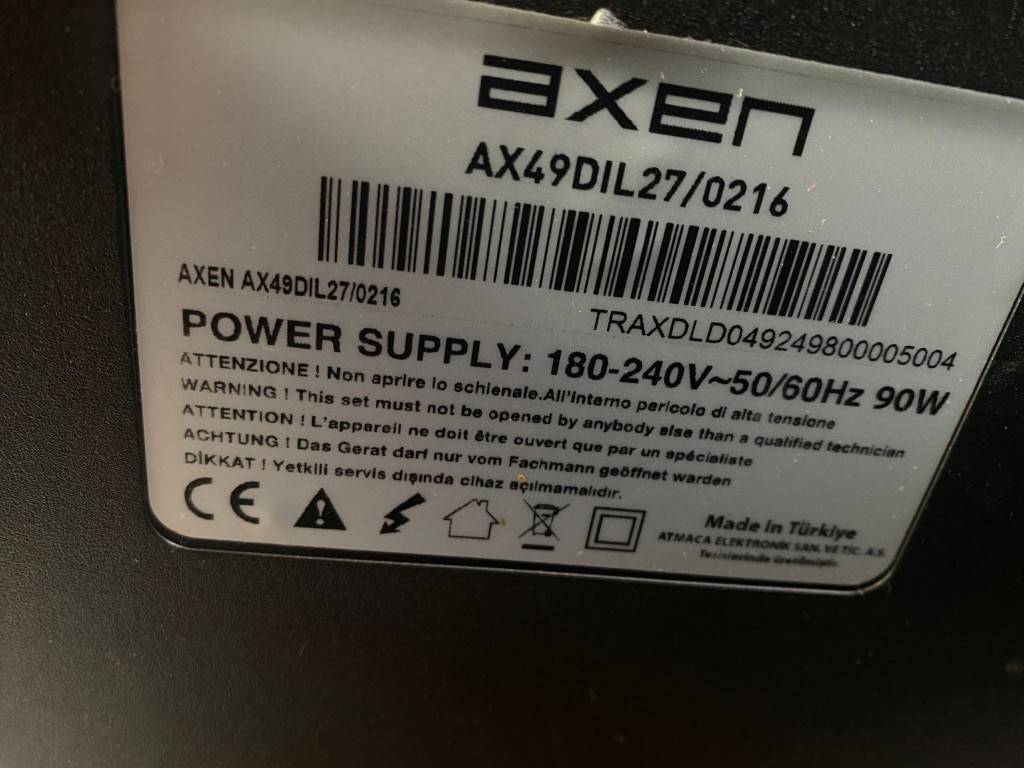 axen
AX49DIL27/0216
AXEN AX49DIL27/0216
TRAXDLD049249800005004
POWER SUPPLY: 180-240V~50/60Hz 90W
ATTENZIONE ! Non aprire lo schienale.All'interno pericolo di alta tensione
WARNING ! This set must not be opened by anybody else than a qualified technician
ATTENTION ! L'appareil ne doit être ouvert que par un spécialiste
ACHTUNG ! Das Gerat darf nur vom Fachmann geöffnet warden
DİKKAT ! Yetkili servis dışında cihaz açılmamalıdır.
CE
Made in Türkiye
ATMACA ELEKTRONİK SAN. VE TİC. A.S.
Tesislerinde üretilmiştir.